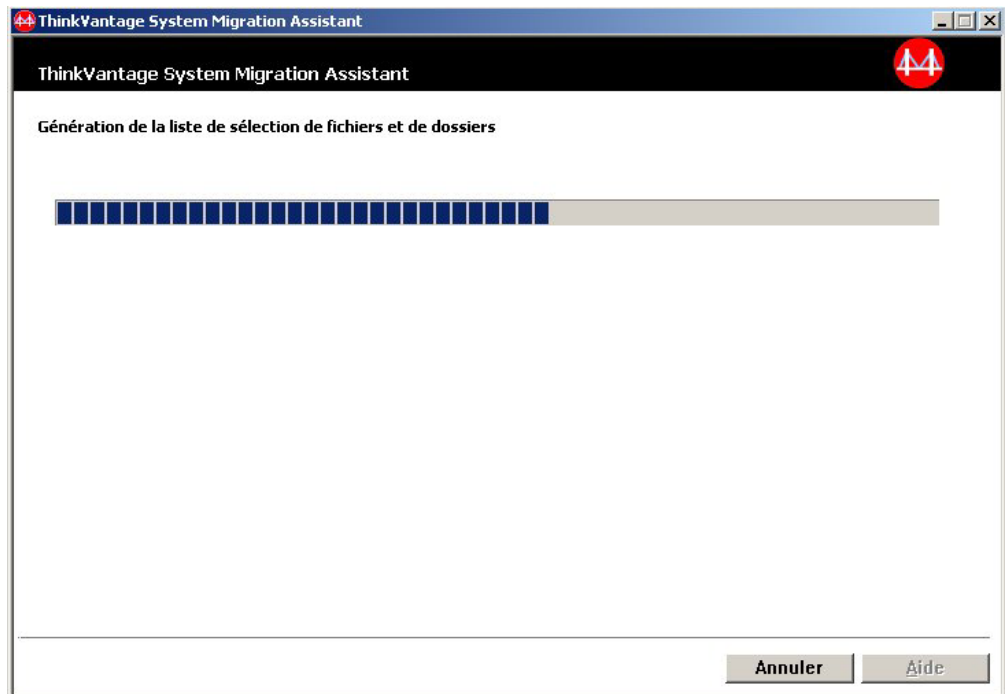 ThinkVantage System Migration Assistant
ThinkVantage System Migration Assistant
Génération de la liste de sélection de fichiers et de dossiers
Annuler
Aide